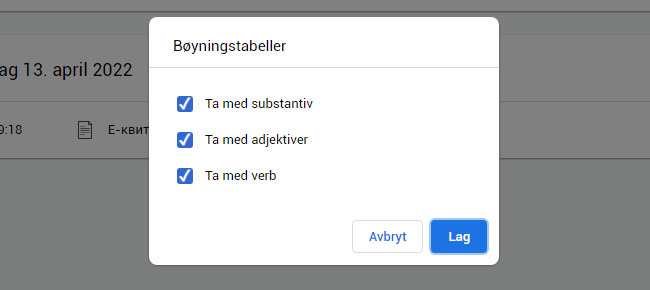 Bøyningstabeller
ag 13. april 2022
Ta med substantiv
9:18
Е-квит
Ta med adjektiver
Ta med verb
Avbryt
Lag